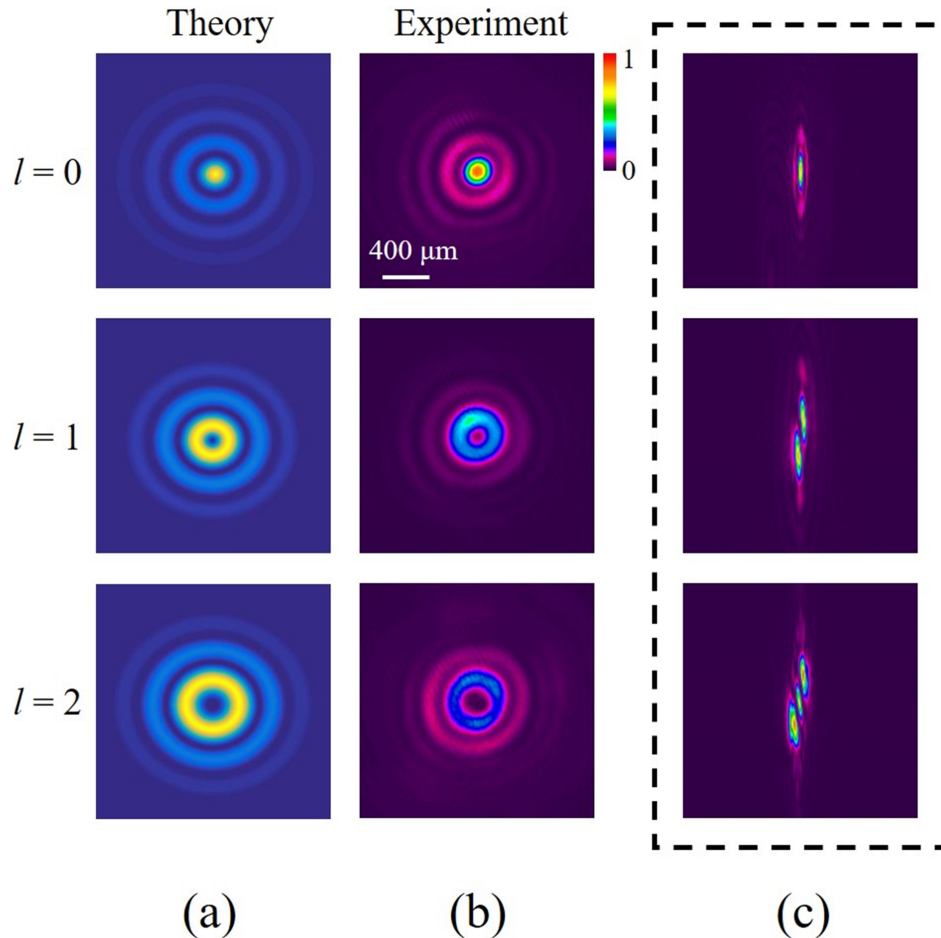 Theory Experiment
1
l = 0
0
400 μm
l = 1
l = 2
(a) (b) (c)